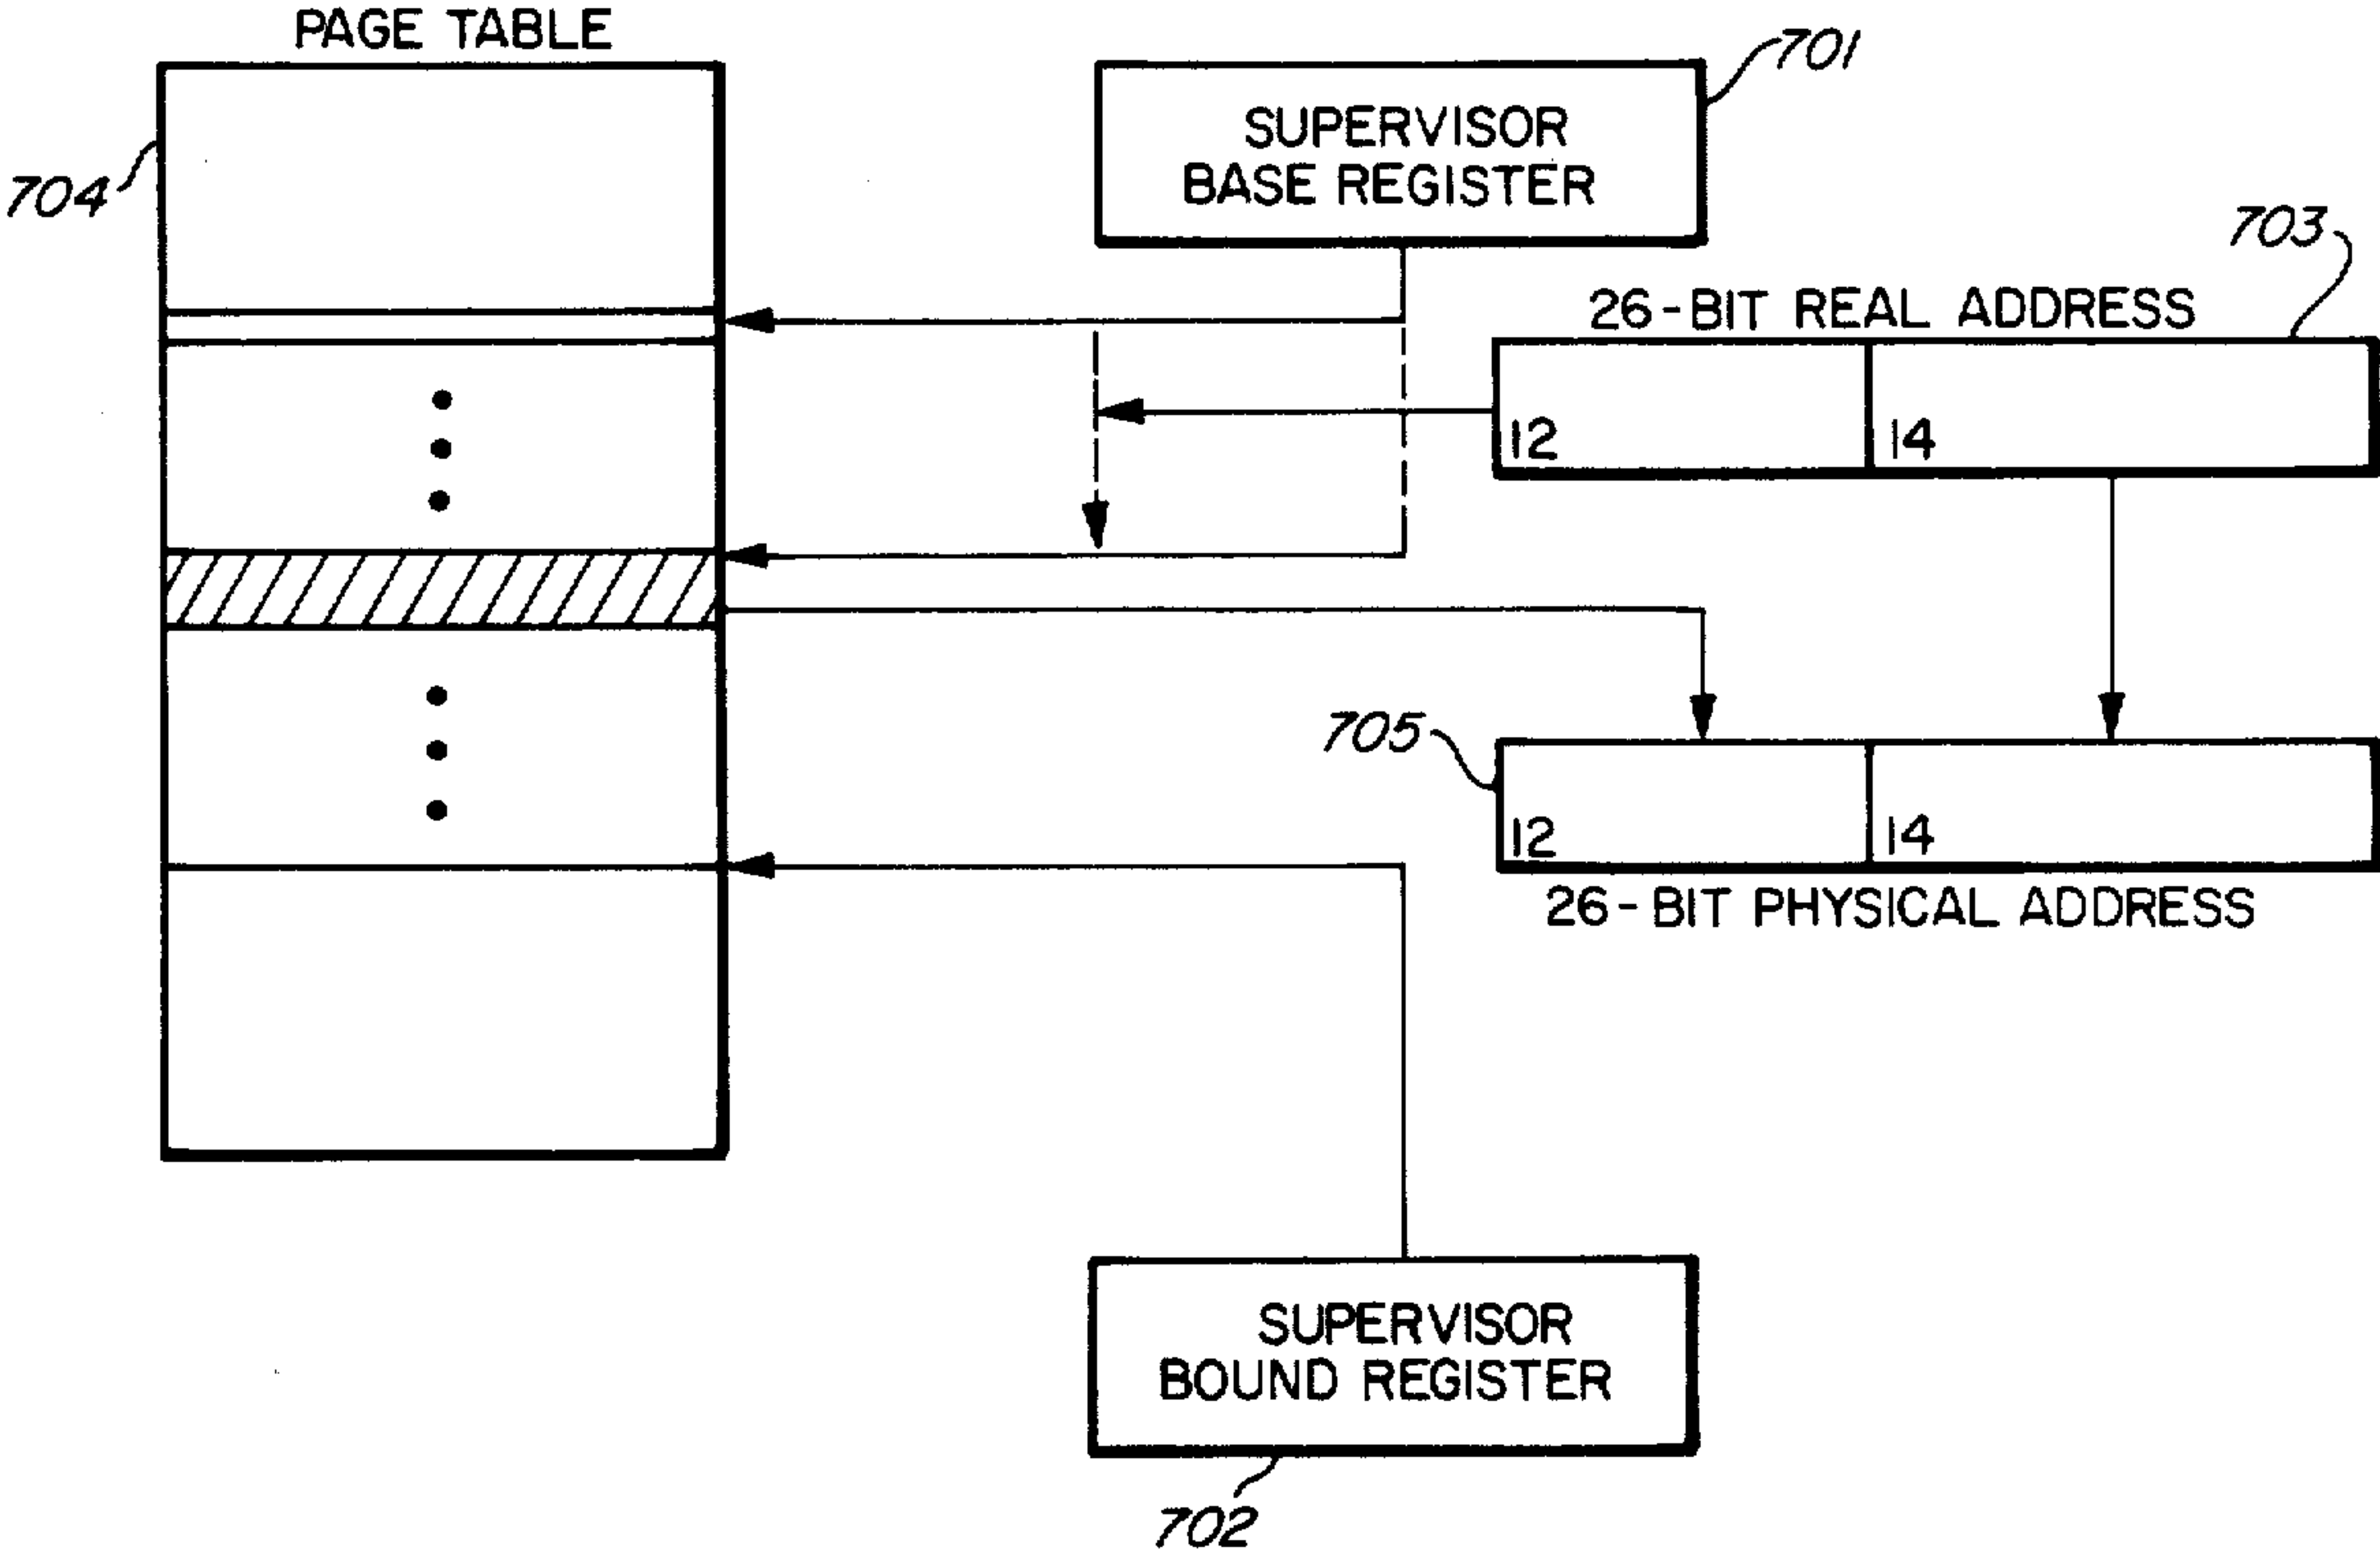 PAGE TABLE
701
SUPERVISOR
BASE REGISTER
704
703
26-BIT REAL ADDRESS
12
14
705
12
14
26-BIT PHYSICAL ADDRESS
SUPERVISOR
BOUND REGISTER
702